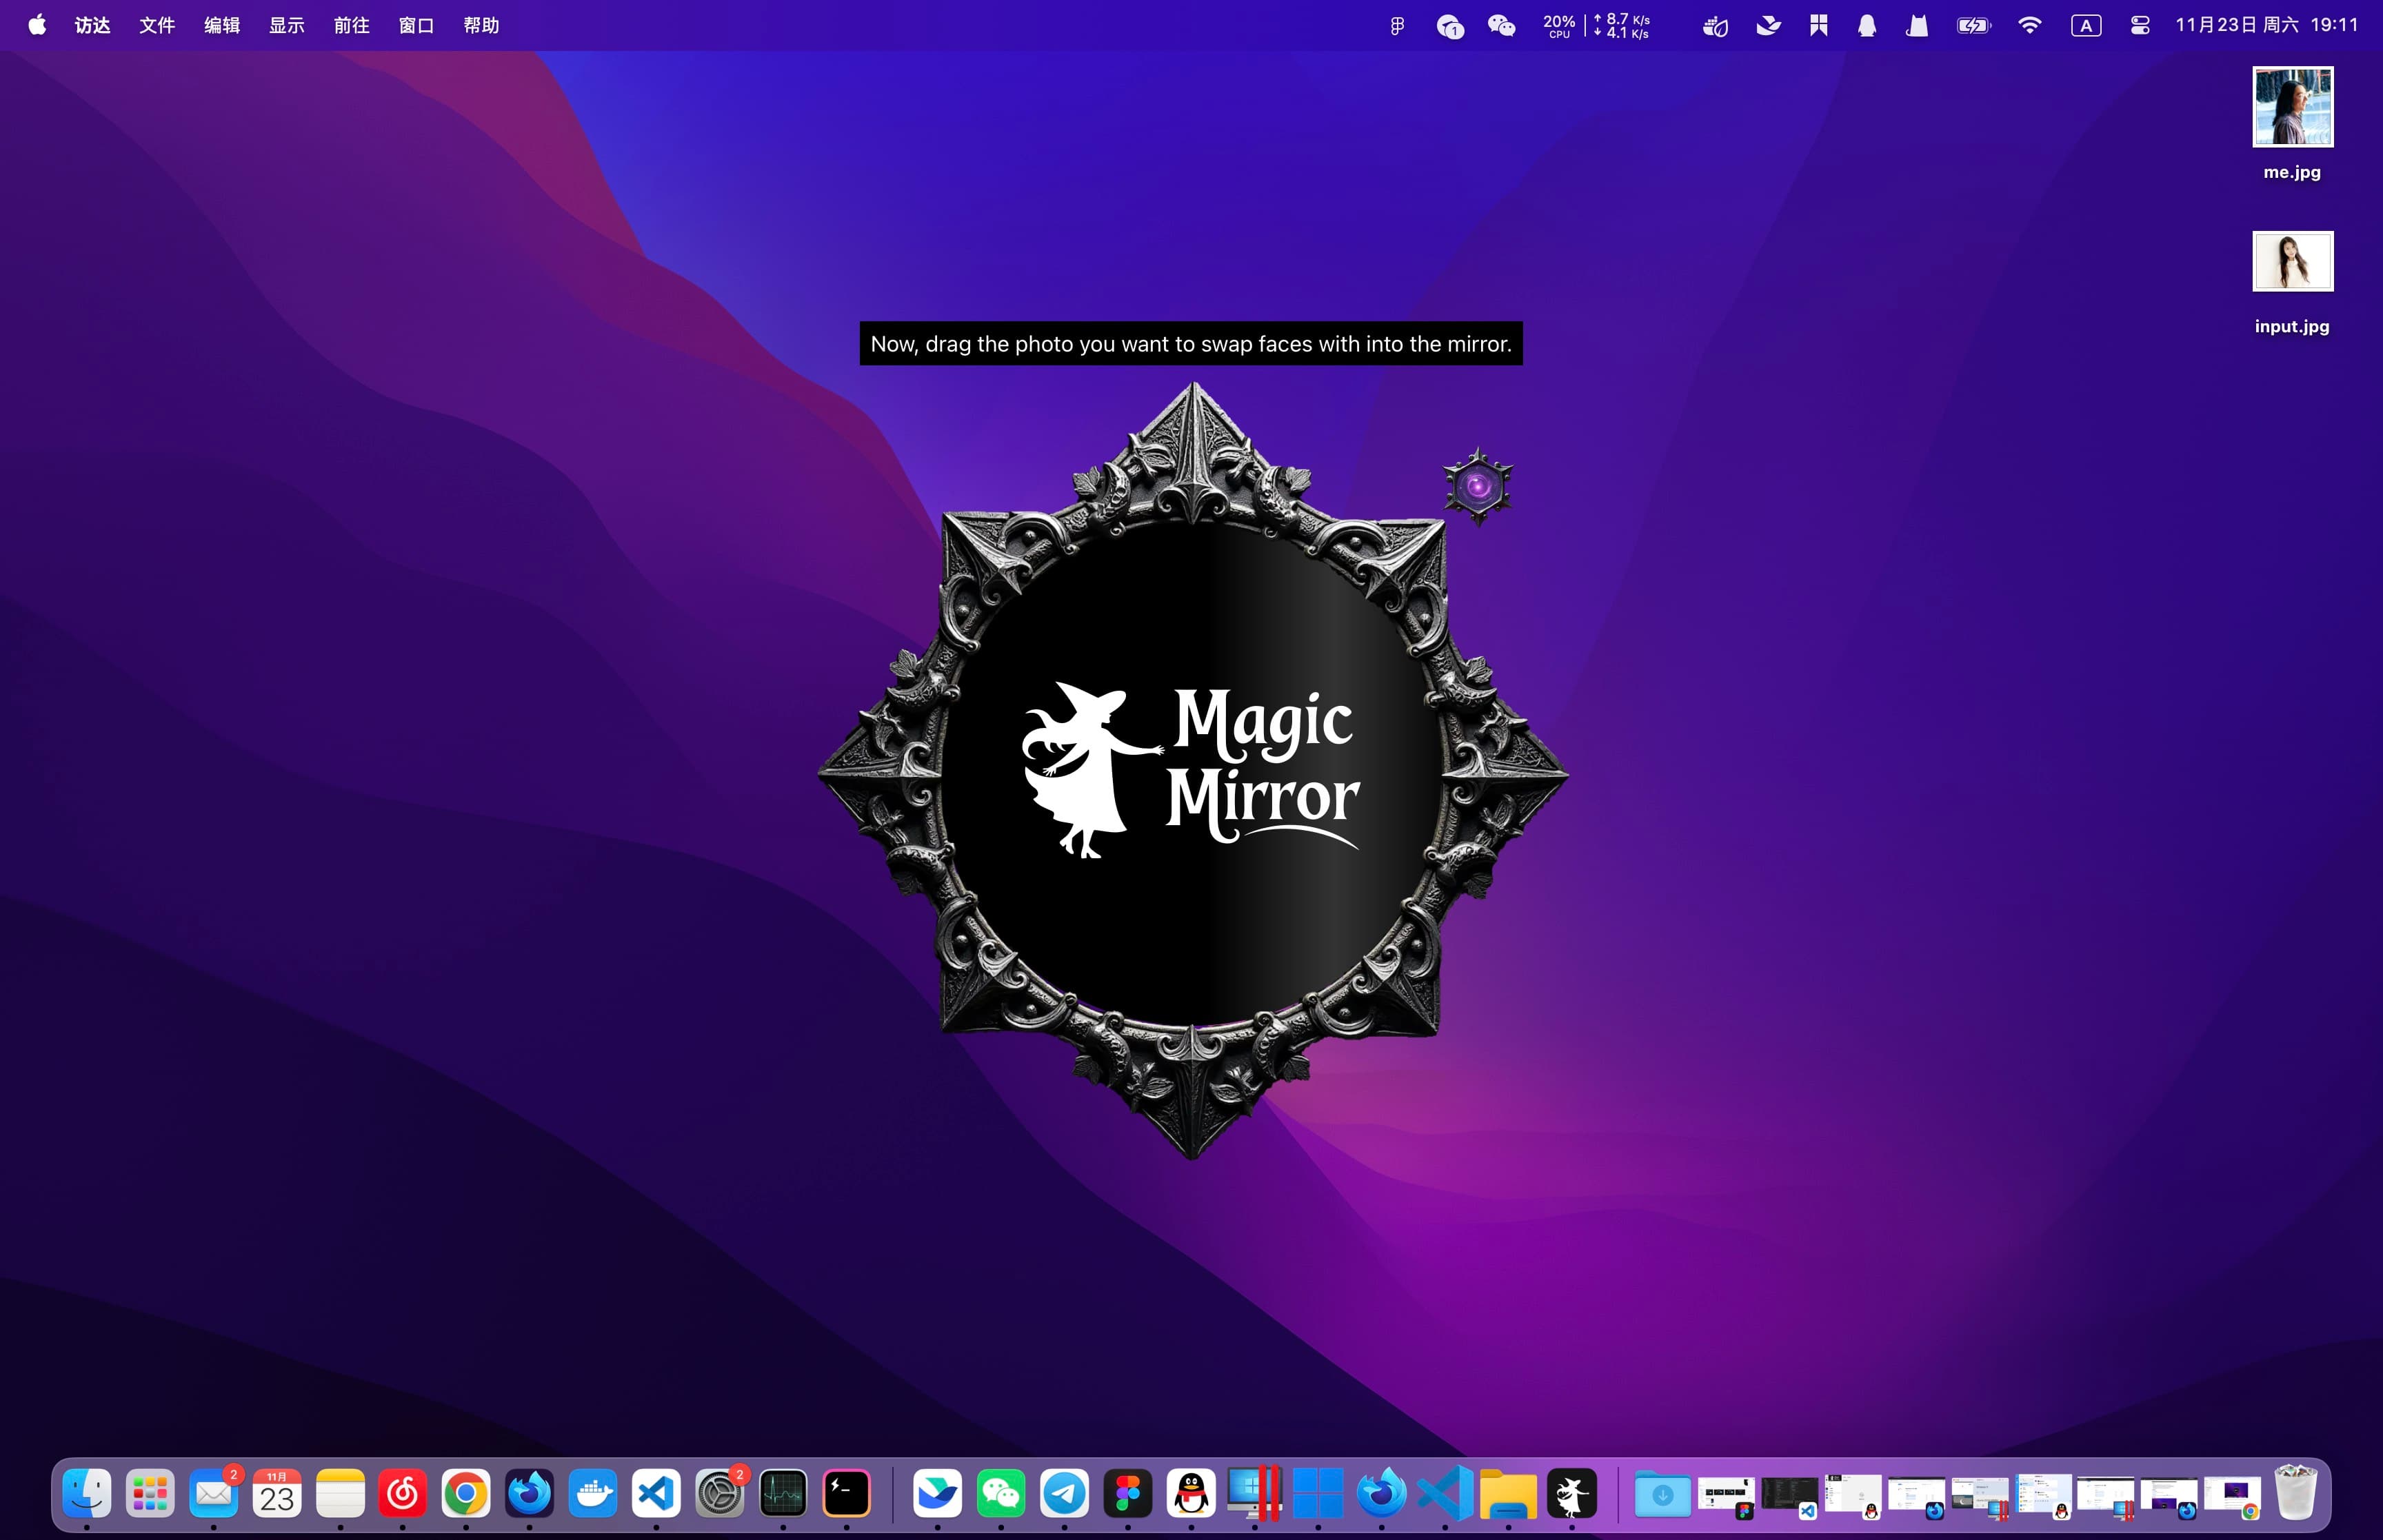 访达 文件 编辑 显示 前往 窗口 帮助
1
20% CPU ↑ 8.7 K/s ↓ 4.1 K/s
A
11月23日 周六 19:11
me.jpg
input.jpg
Now, drag the photo you want to swap faces with into the mirror.
Magic
Mirror
2
11月
23
2